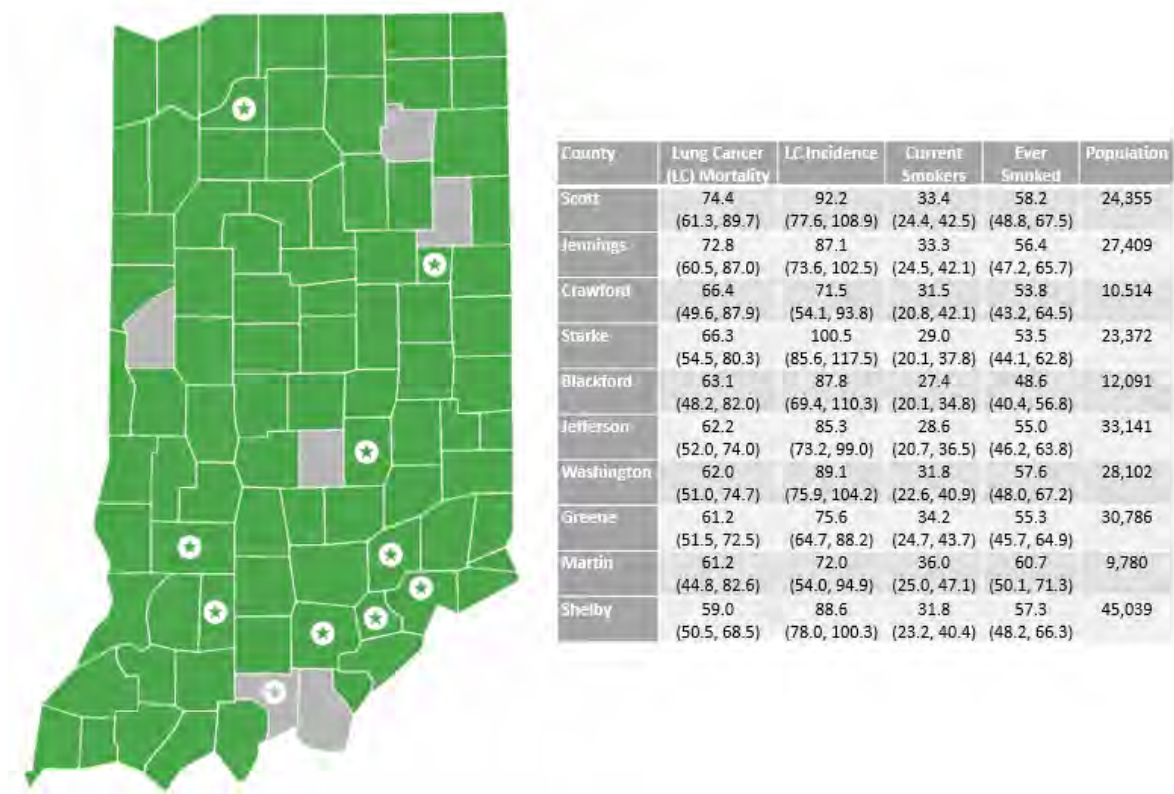 County Lung Cancer LC Incidence Current Ever Population
(LC) Mortality Smokers Smoked
Scott 74.4 92.2 33.4 58.2 24,355
(61.3, 89.7) (77.6, 108.9) (24.4, 42.5) (48.8, 67.5)
Jennings 72.8 87.1 33.3 56.4 27,409
(60.5, 87.0) (73.6, 102.5) (24.5, 42.1) (47.2, 65.7)
Crawford 66.4 71.5 31.5 53.8 10.514
(49.6, 87.9) (54.1, 93.8) (20.8, 42.1) (43.2, 64.5)
Starke 66.3 100.5 29.0 53.5 23,372
(54.5, 80.3) (85.6, 117.5) (20.1, 37.8) (44.1, 62.8)
Blackford 63.1 87.8 27.4 48.6 12,091
(48.2, 82.0) (69.4, 110.3) (20.1, 34.8) (40.4, 56.8)
Jefferson 62.2 85.3 28.6 55.0 33,141
(52.0, 74.0) (73.2, 99.0) (20.7, 36.5) (46.2, 63.8)
Washington 62.0 89.1 31.8 57.6 28,102
(51.0, 74.7) (75.9, 104.2) (22.6, 40.9) (48.0, 67.2)
Greene 61.2 75.6 34.2 55.3 30,786
(51.5, 72.5) (64.7, 88.2) (24.7, 43.7) (45.7, 64.9)
Martin 61.2 72.0 36.0 60.7 9,780
(44.8, 82.6) (54.0, 94.9) (25.0, 47.1) (50.1, 71.3)
Shelby 59.0 88.6 31.8 57.3 45,039
(50.5, 68.5) (78.0, 100.3) (23.2, 40.4) (48.2, 66.3)